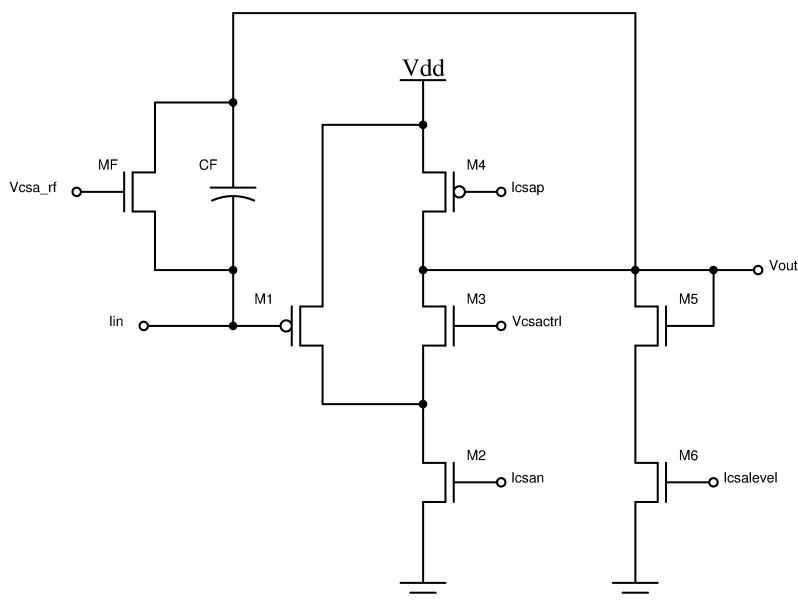 Vdd
MF
CF
M4
Vcsa_rf
Icsap
Vout
M1
M3
M5
Iin
Vcsactrl
M2
M6
Icsan
Icsalevel